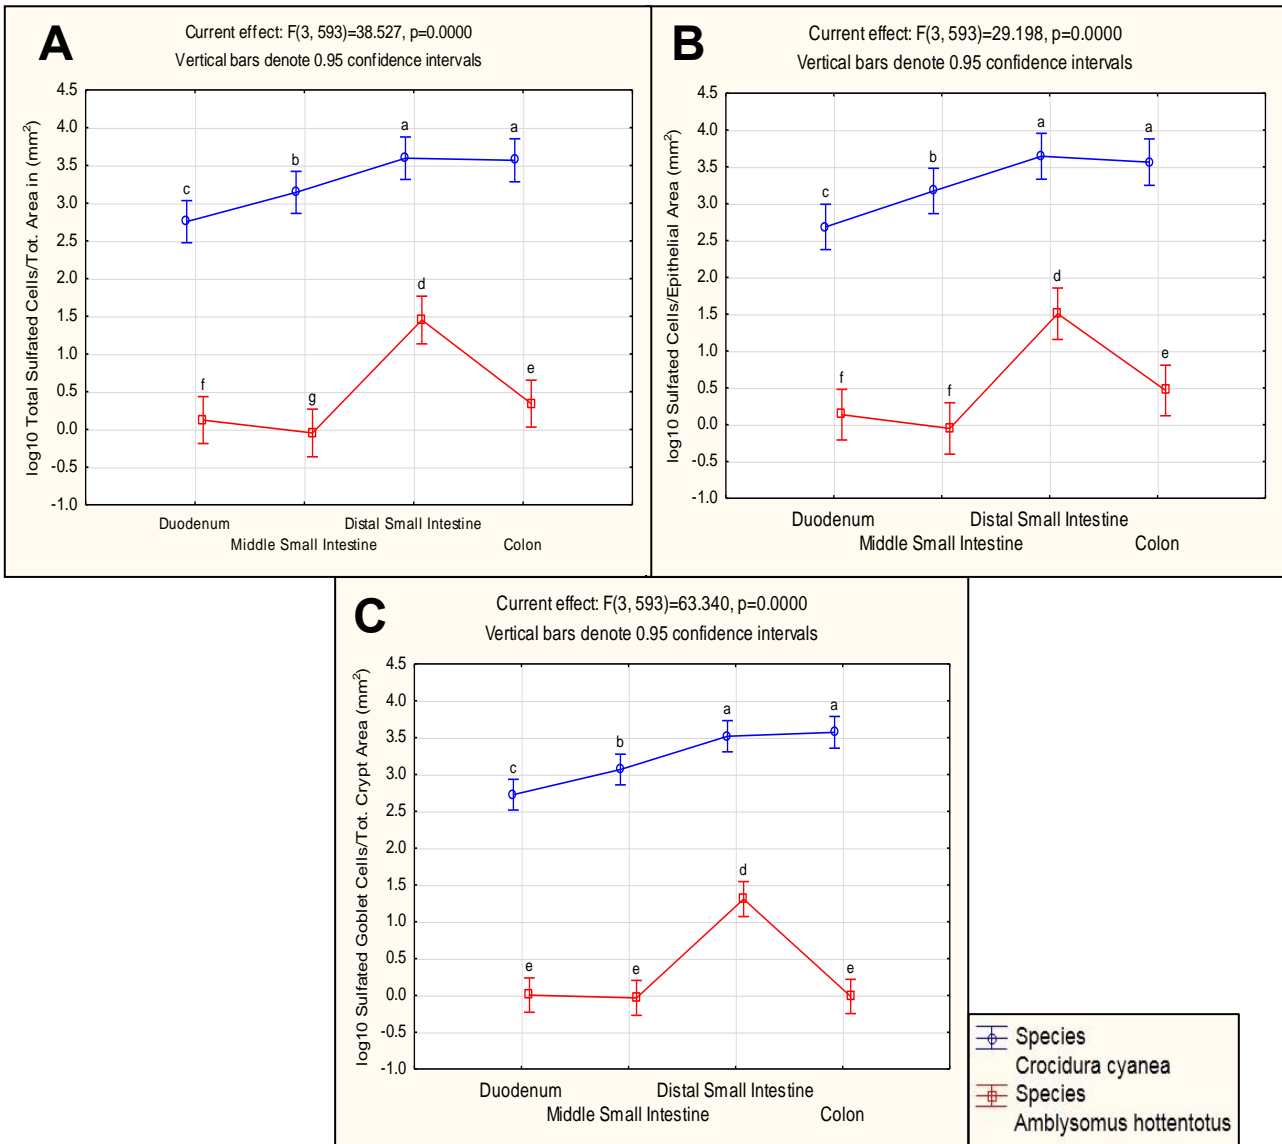 A
Current effect: F(3, 593)=38.527, p=0.0000
Vertical bars denote 0.95 confidence intervals
log10 Total Sulfated Cells/Tot. Area in (mm²)
4.5
4.0
3.5
3.0
2.5
2.0
1.5
1.0
0.5
0.0
-0.5
-1.0
c
b
a
a
f
g
d
e
Duodenum
Middle Small Intestine
Distal Small Intestine
Colon
B
Current effect: F(3, 593)=29.198, p=0.0000
Vertical bars denote 0.95 confidence intervals
log10 Sulfated Cells/Epithelial Area (mm²)
4.5
4.0
3.5
3.0
2.5
2.0
1.5
1.0
0.5
0.0
-0.5
-1.0
c
b
a
a
f
f
d
e
Duodenum
Middle Small Intestine
Distal Small Intestine
Colon
C
Current effect: F(3, 593)=63.340, p=0.0000
Vertical bars denote 0.95 confidence intervals
log10 Sulfated Goblet Cells/Tot. Crypt Area (mm²)
4.5
4.0
3.5
3.0
2.5
2.0
1.5
1.0
0.5
0.0
-0.5
-1.0
c
b
a
a
e
e
d
e
Duodenum
Middle Small Intestine
Distal Small Intestine
Colon
Species
Crocidura cyanea
Species
Amblysomus hottentotus